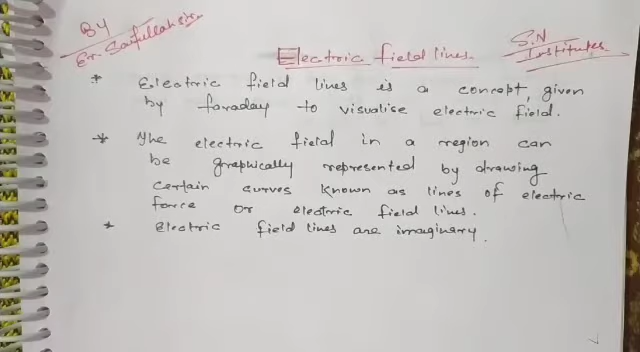 BY
Er. Saifullah sir.
Electric field lines.
S.N
Institutes.
* Electric field lines is a concept, given
by faraday to visualise electric field.
* The electric field in a region can
be graphically represented by drawing
certain curves known as lines of electric
force or electric field lines.
* Electric field lines are imaginary.